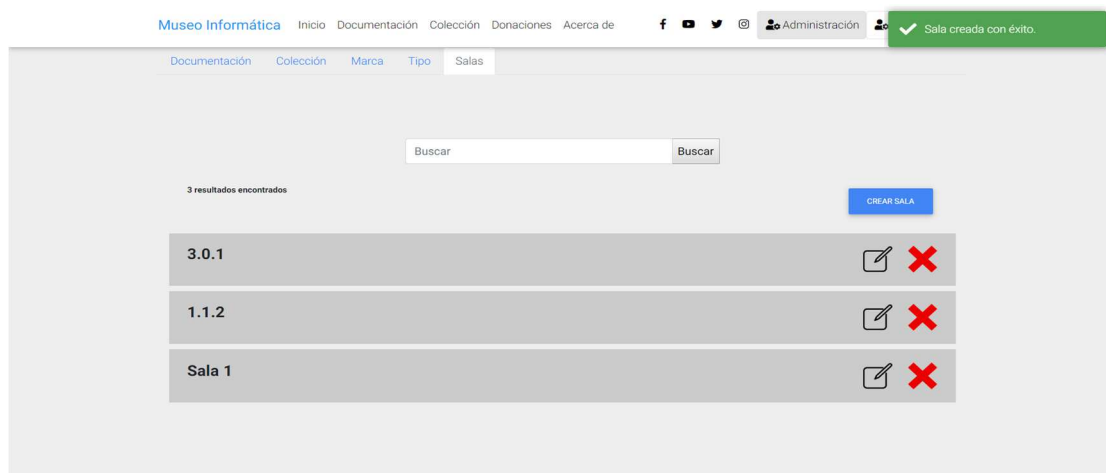 Museo Informática Inicio Documentación Colección Donaciones Acerca de Administración Sala creada con éxito.
Documentación Colección Marca Tipo Salas
Buscar Buscar
3 resultados encontrados
CREAR SALA
3.0.1
1.1.2
Sala 1